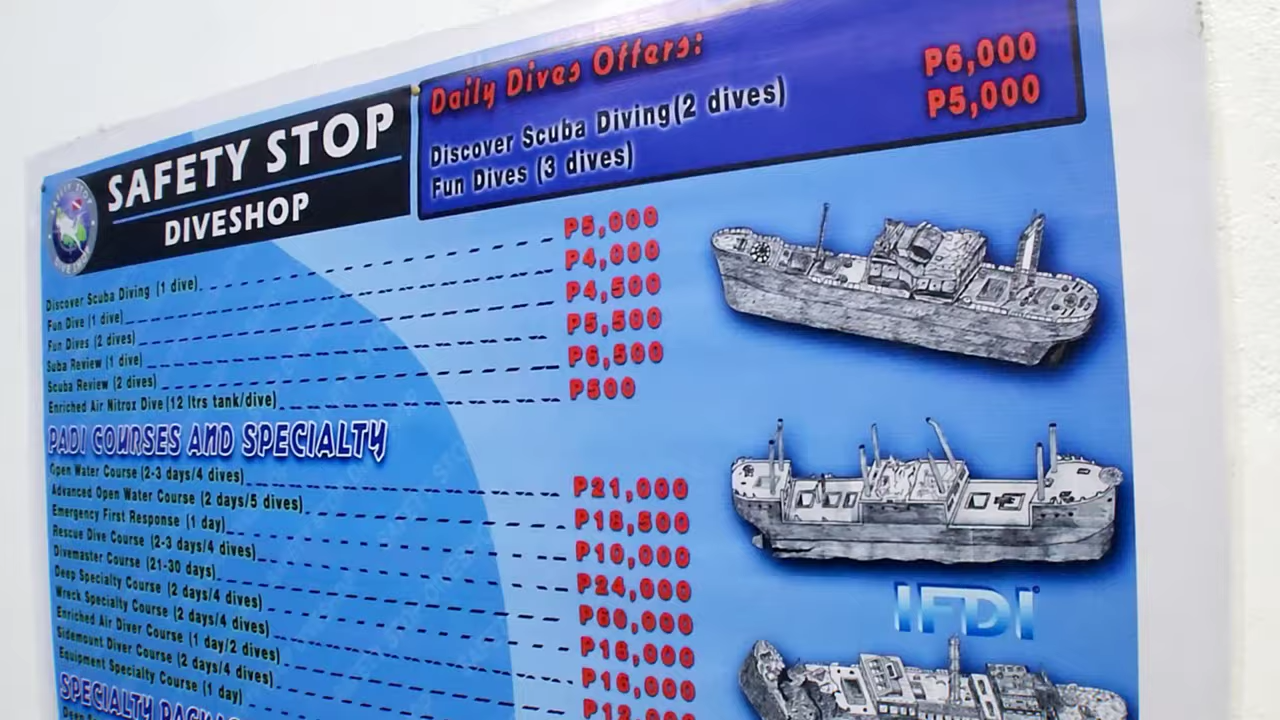 SAFETY STOP
DIVESHOP
Daily Dives Offers:
Discover Scuba Diving(2 dives) P6,000
Fun Dives (3 dives) P5,000
Discover Scuba Diving (1 dive) P5,000
Fun Dive (1 dive) P4,000
Fun Dives (2 dives) P4,500
Suba Review (1 dive) P5,500
Scuba Review (2 dives) P6,500
Enriched Air Nitrox Dive (12 ltrs tank/dive) P500
PADI COURSES AND SPECIALTY
Open Water Course (2-3 days/4 dives) P21,000
Advanced Open Water Course (2 days/5 dives) P18,500
Emergency First Response (1 day) P10,000
Rescue Dive Course (2-3 days/4 dives) P24,000
Divemaster Course (21-30 days) P60,000
Deep Specialty Course (2 days/4 dives) P16,000
Wreck Specialty Course (2 days/4 dives) P16,000
Enriched Air Diver Course (1 day/2 dives) P12,000
Sidemount Diver Course (2 days/4 dives)
Equipment Specialty Course (1 day)
SPECIALTY
Deep
IFDI